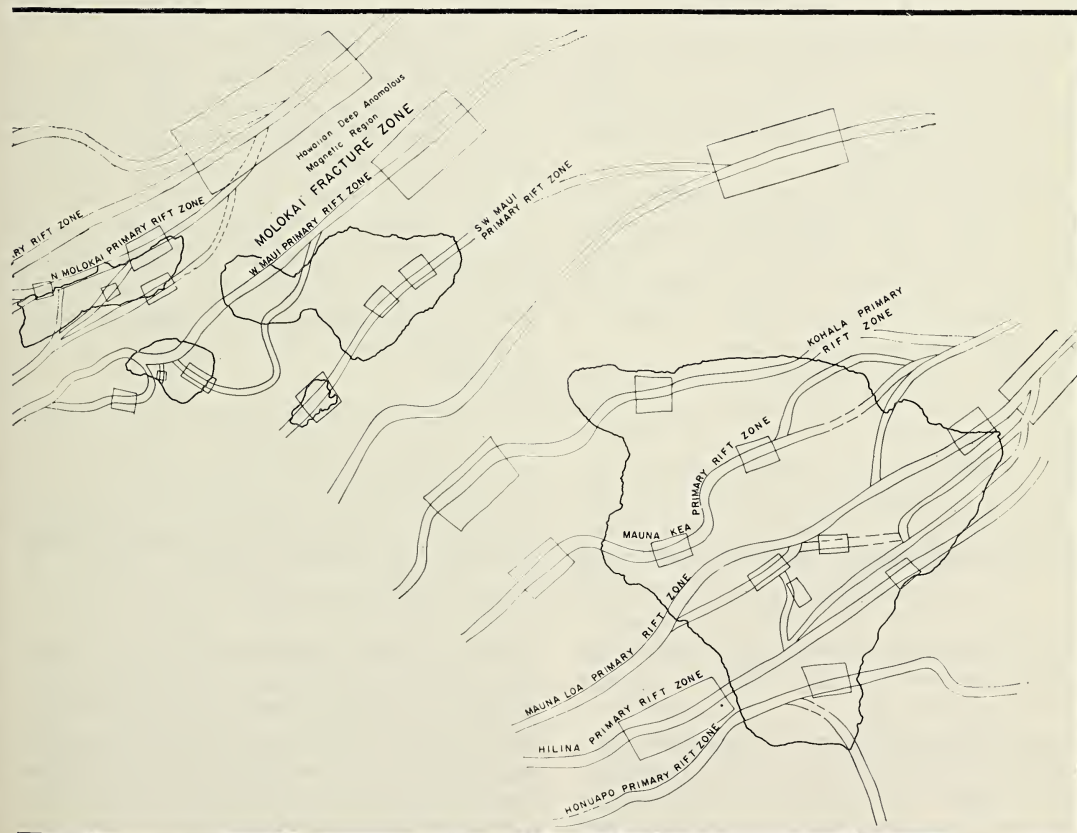 Hawaiian Deep Anomolous
Magnetic Region
MOLOKAI FRACTURE ZONE
RY RIFT ZONE
N MOLOKAI PRIMARY RIFT ZONE
W MAUI PRIMARY RIFT ZONE
S W MAUI
PRIMARY RIFT ZONE
KOHALA PRIMARY
RIFT ZONE
MAUNA KEA PRIMARY RIFT ZONE
MAUNA LOA PRIMARY RIFT ZONE
HILINA PRIMARY RIFT ZONE
HONUAPO PRIMARY RIFT ZONE